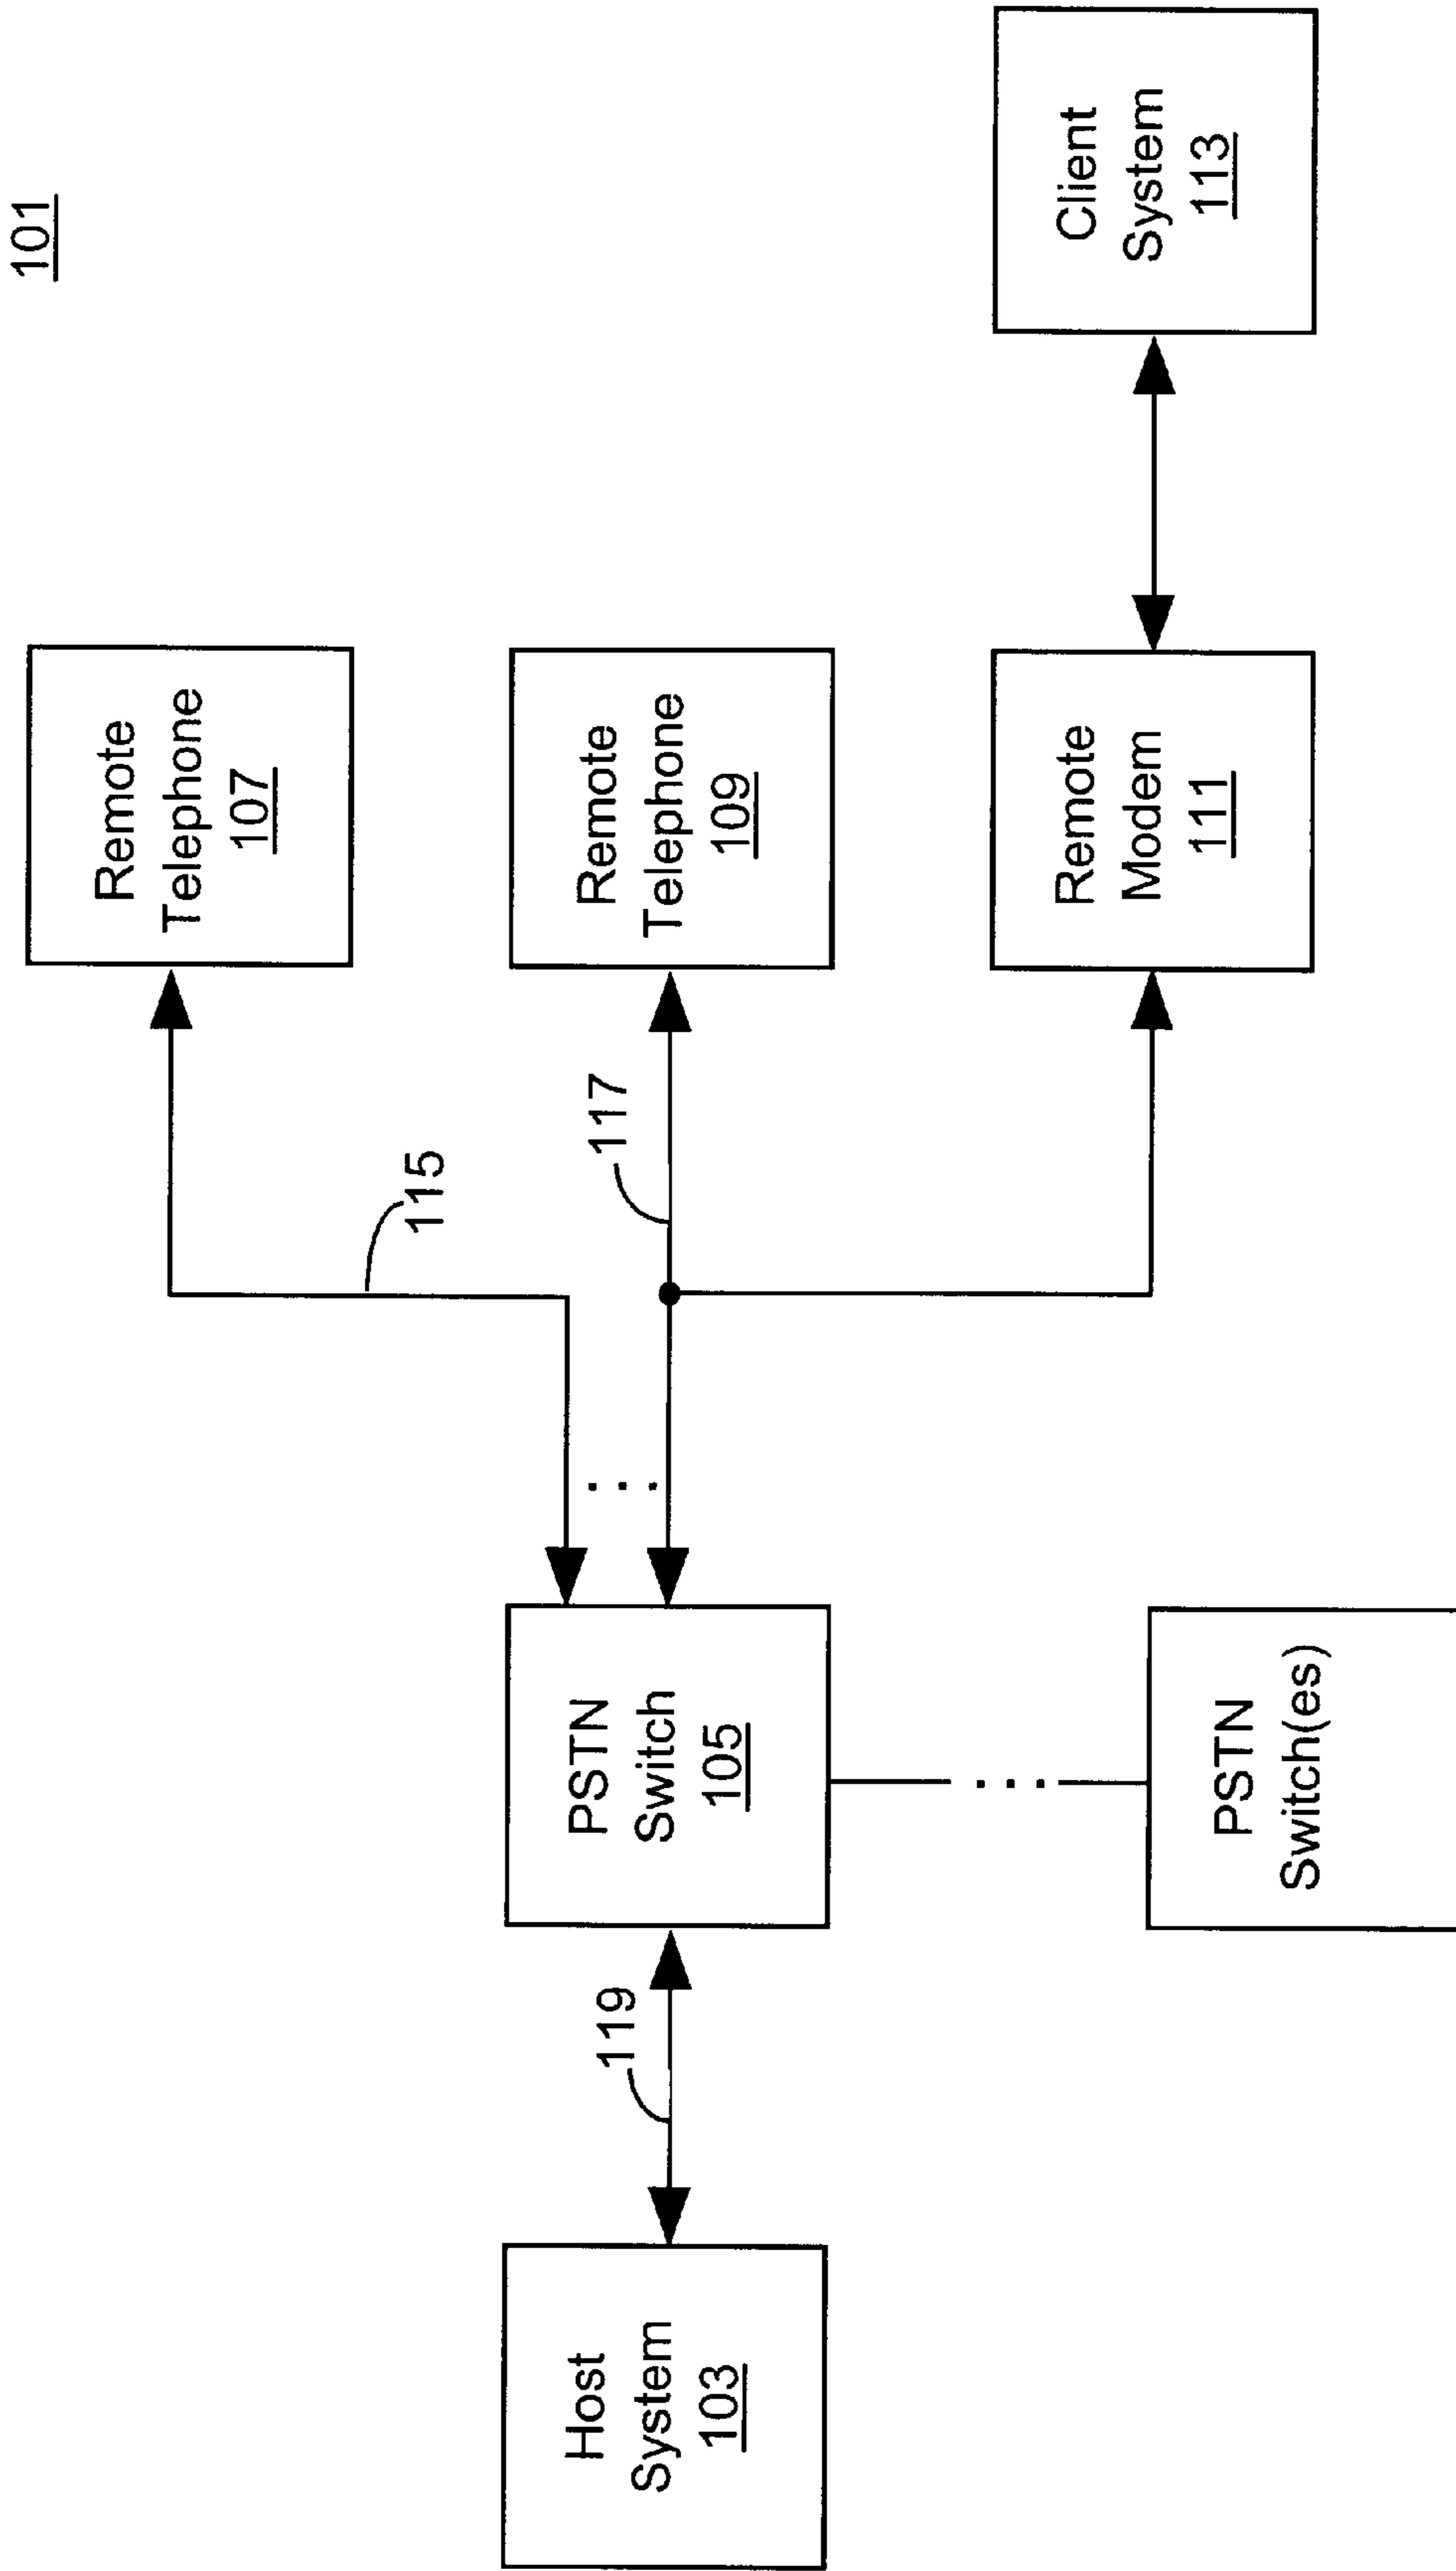 101
Remote
Telephone
107
115
Remote
Telephone
109
117
Host
System
103
119
PSTN
Switch
105
. . .
Remote
Modem
111
Client
System
113
. . .
PSTN
Switch(es)